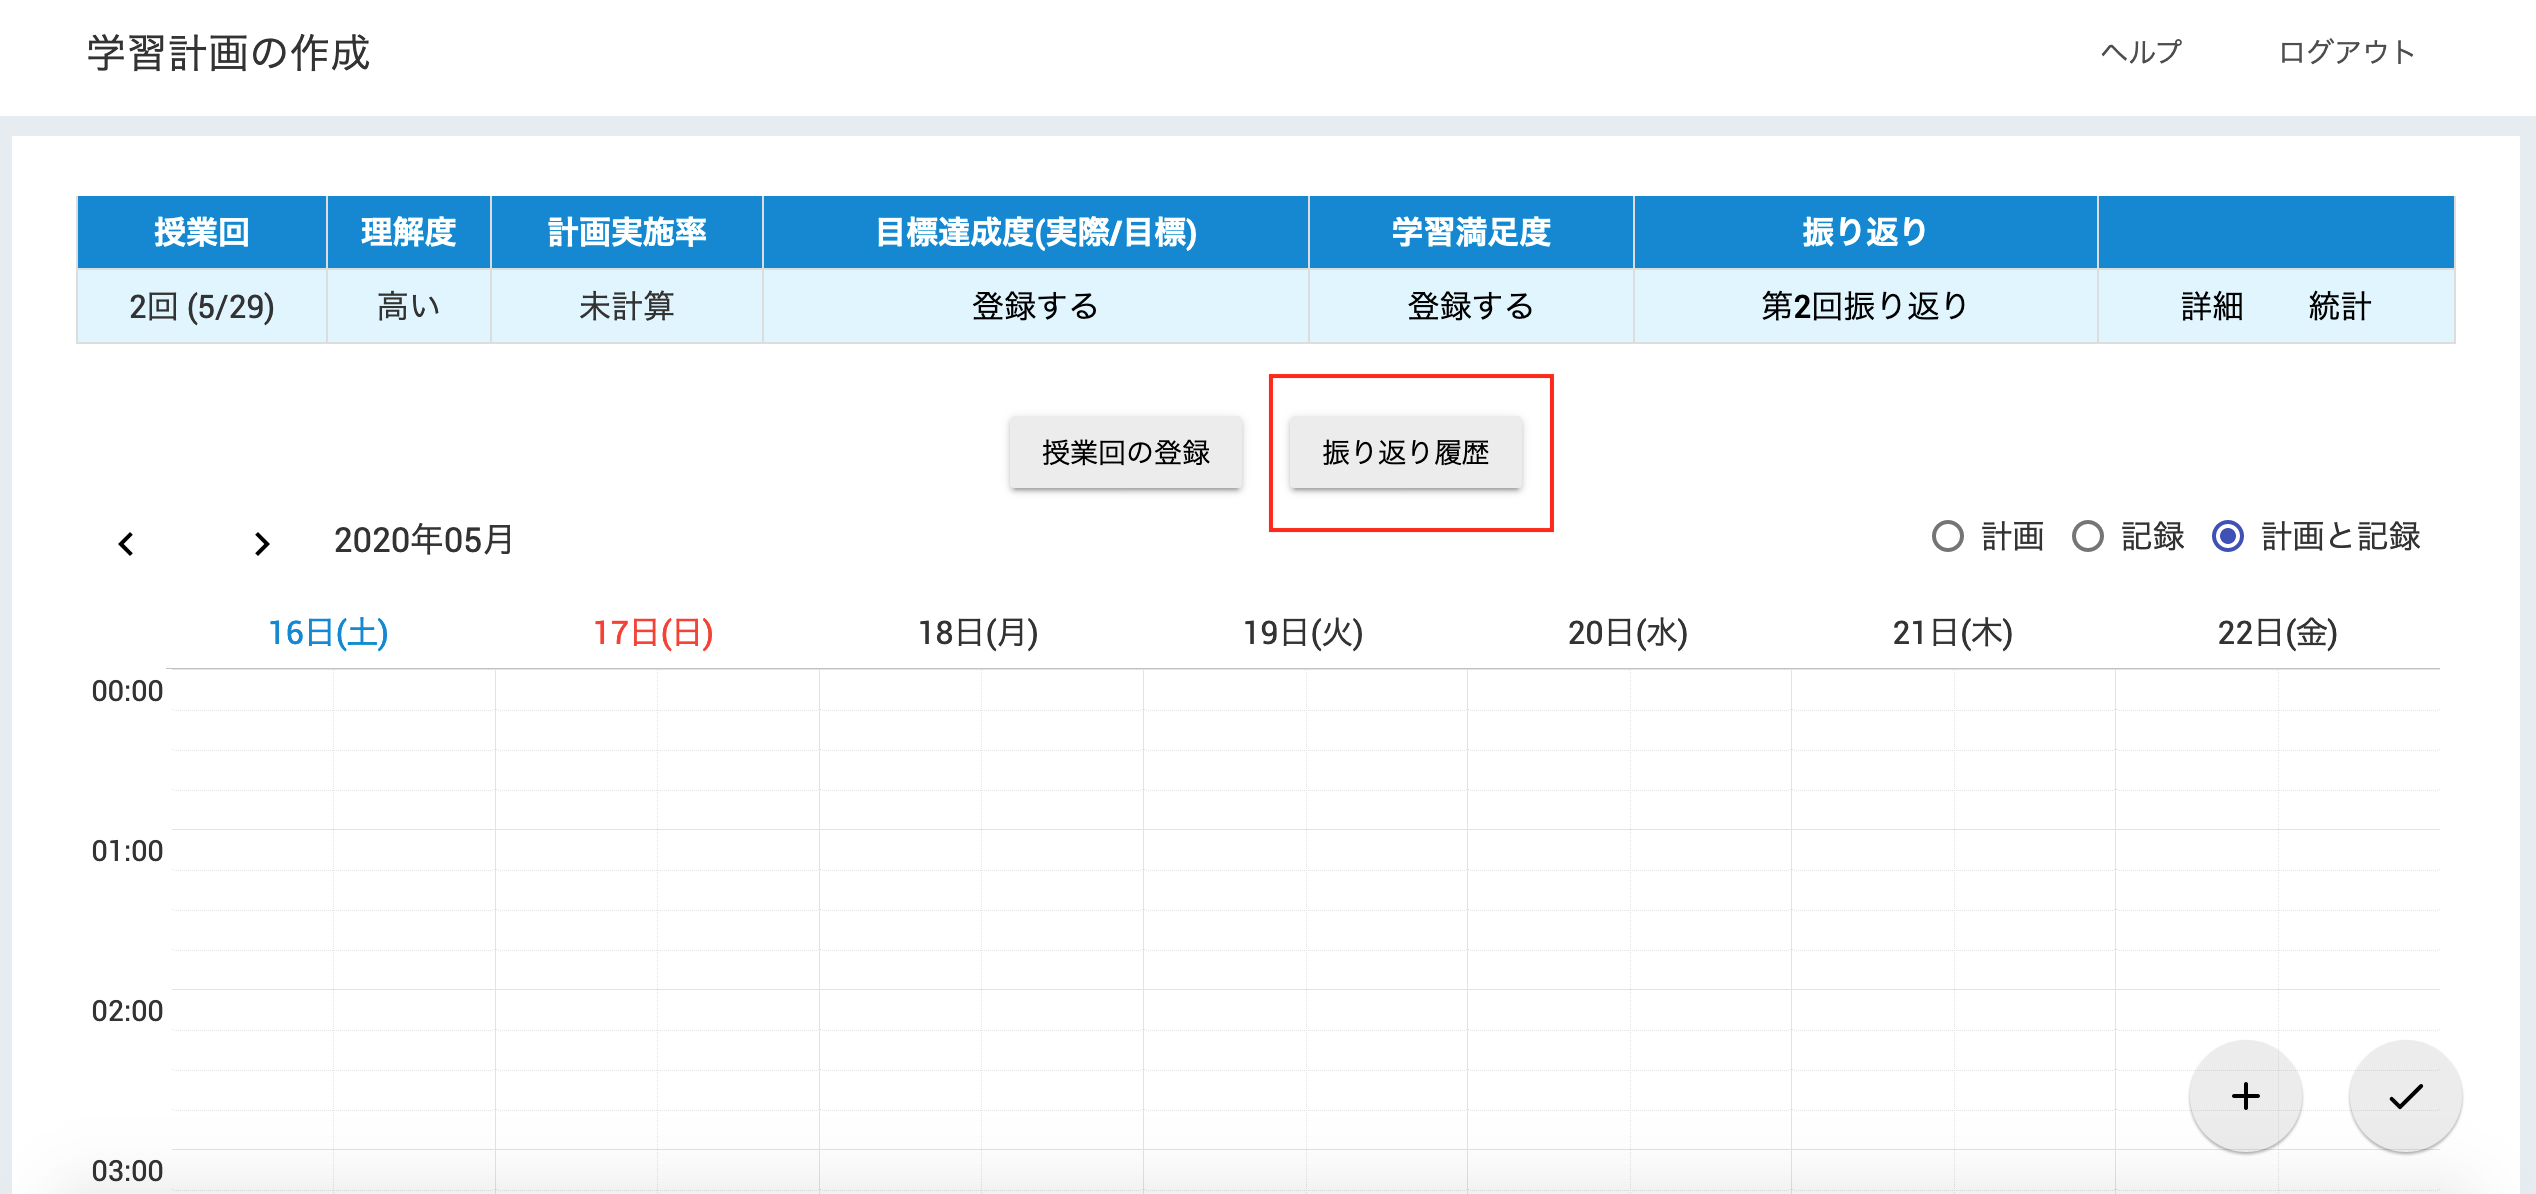 学習計画の作成 ヘルプ ログアウト
授業回 理解度 計画実施率 目標達成度(実際/目標) 学習満足度 振り返り
2回 (5/29) 高い 未計算 登録する 登録する 第2回振り返り 詳細 統計
授業回の登録 振り返り履歴
2020年05月 計画 記録 計画と記録
16日(土) 17日(日) 18日(月) 19日(火) 20日(水) 21日(木) 22日(金)
00:00
01:00
02:00
03:00